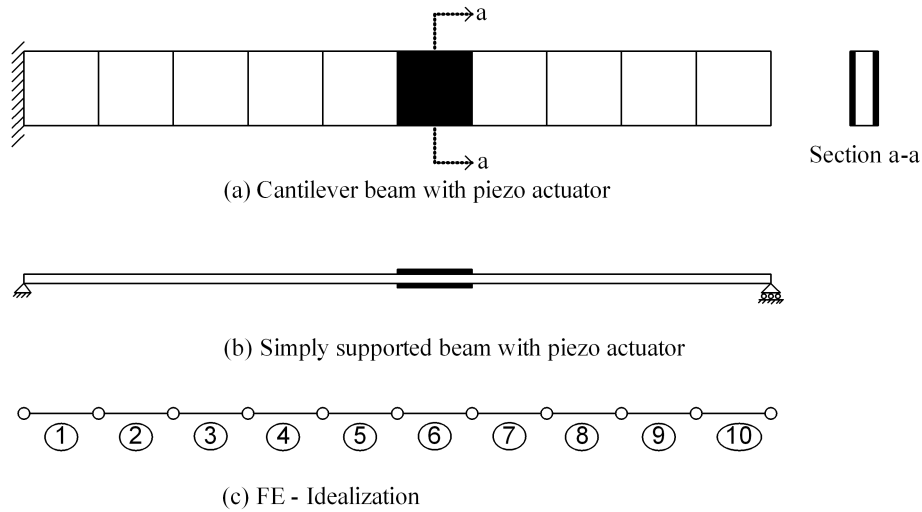 a
a
Section a-a
(a) Cantilever beam with piezo actuator
(b) Simply supported beam with piezo actuator
1 2 3 4 5 6 7 8 9 10
(c) FE - Idealization